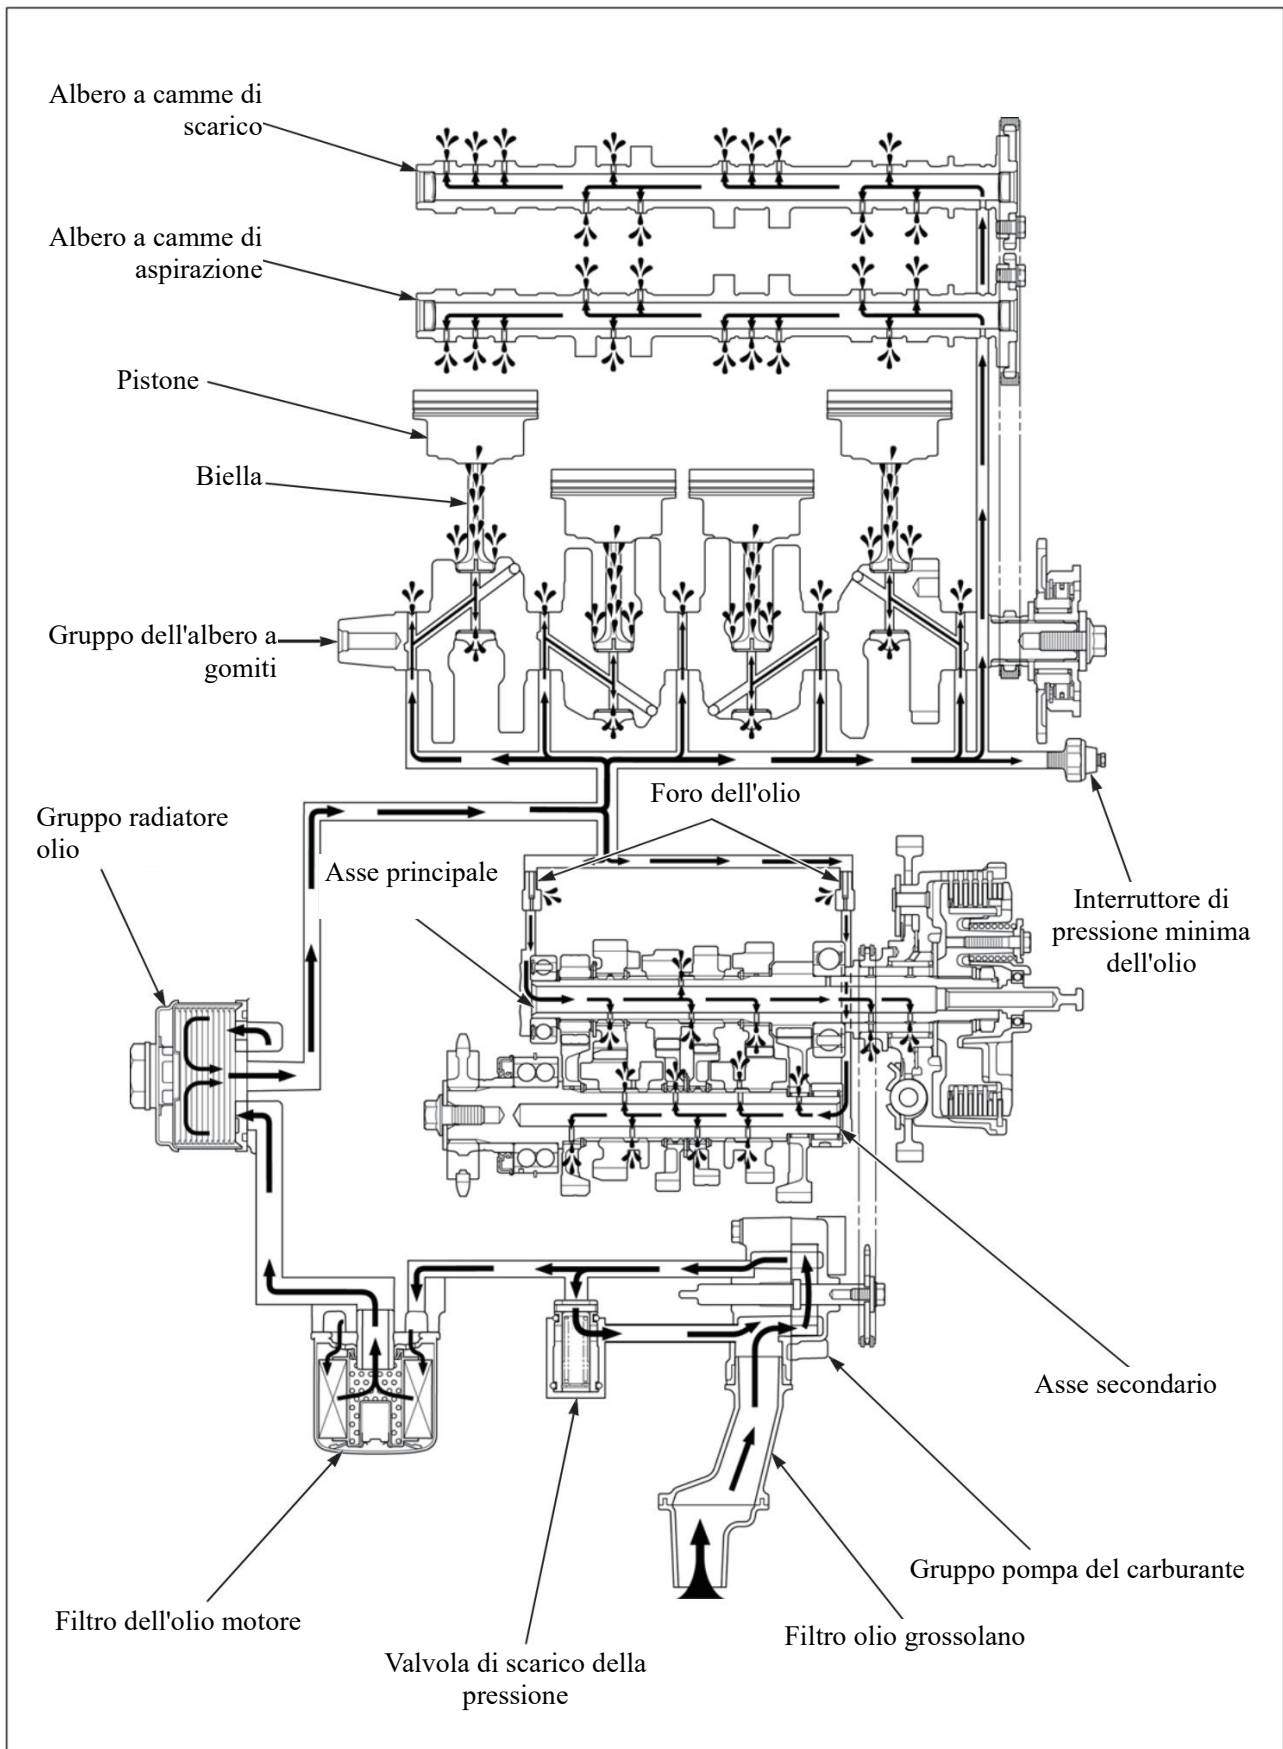 Albero a camme di
scarico
Albero a camme di
aspirazione
Pistone
Biella
Gruppo dell'albero a
gomiti
Foro dell'olio
Gruppo radiatore
olio
Asse principale
Interruttore di
pressione minima
dell'olio
Asse secondario
Gruppo pompa del carburante
Filtro dell'olio motore
Filtro olio grossolano
Valvola di scarico della
pressione